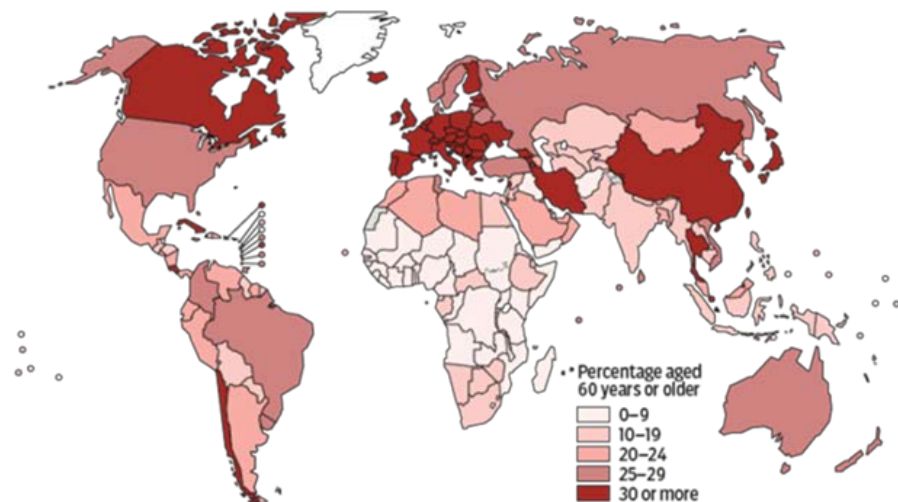 Percentage aged
60 years or older
0–9
10–19
20–24
25–29
30 or more